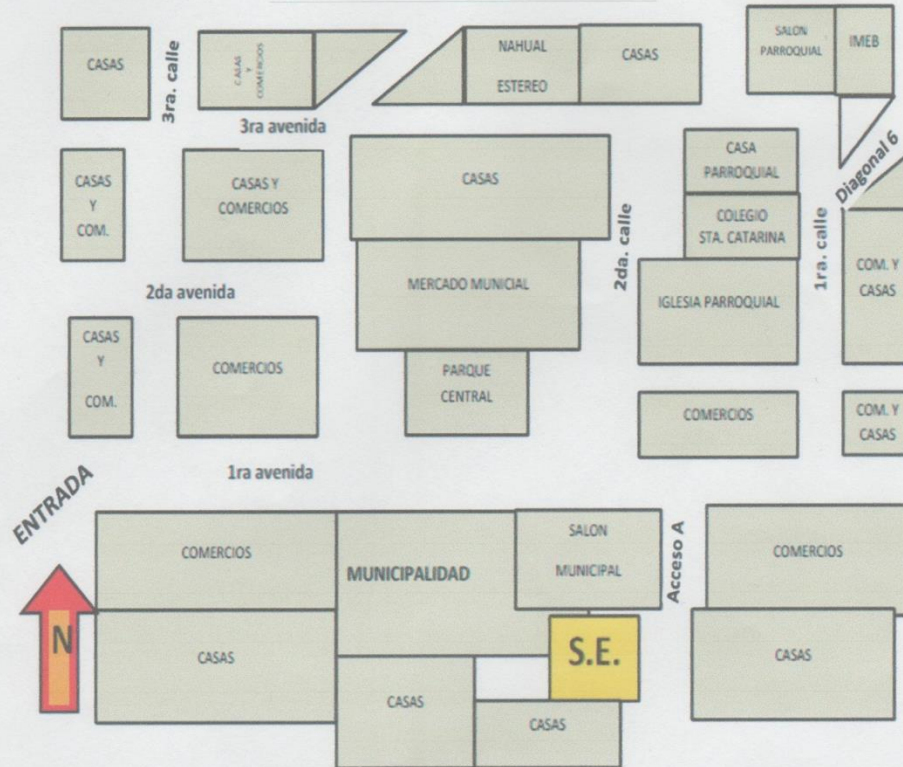 CASAS
3ra. calle
CASAS
Y
COMERCIOS
NAHUAL
ESTEREO
CASAS
SALON
PARROQUIAL
IMEB
3ra avenida
CASAS
Y
COM.
CASAS Y
COMERCIOS
CASAS
2da. calle
CASA
PARROQUIAL
COLEGIO
STA. CATARINA
1ra. calle
Diagonal 6
2da avenida
MERCADO MUNICIAL
IGLESIA PARROQUIAL
COM. Y
CASAS
CASAS
Y
COM.
COMERCIOS
PARQUE
CENTRAL
COMERCIOS
COM. Y
CASAS
1ra avenida
ENTRADA
COMERCIOS
MUNICIPALIDAD
SALON
MUNICIPAL
Acceso A
COMERCIOS
N
CASAS
S.E.
CASAS
CASAS
CASAS